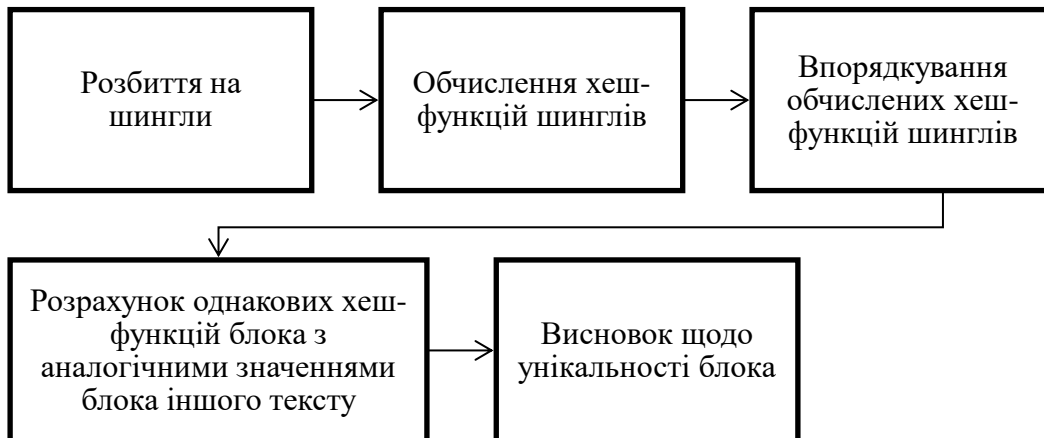 Розбиття на
шингли
Обчислення хеш-
функцій шинглів
Впорядкування
обчислених хеш-
функцій шинглів
Розрахунок однакових хеш-
функцій блока з
аналогічними значеннями
блока іншого тексту
Висновок щодо
унікальності блока